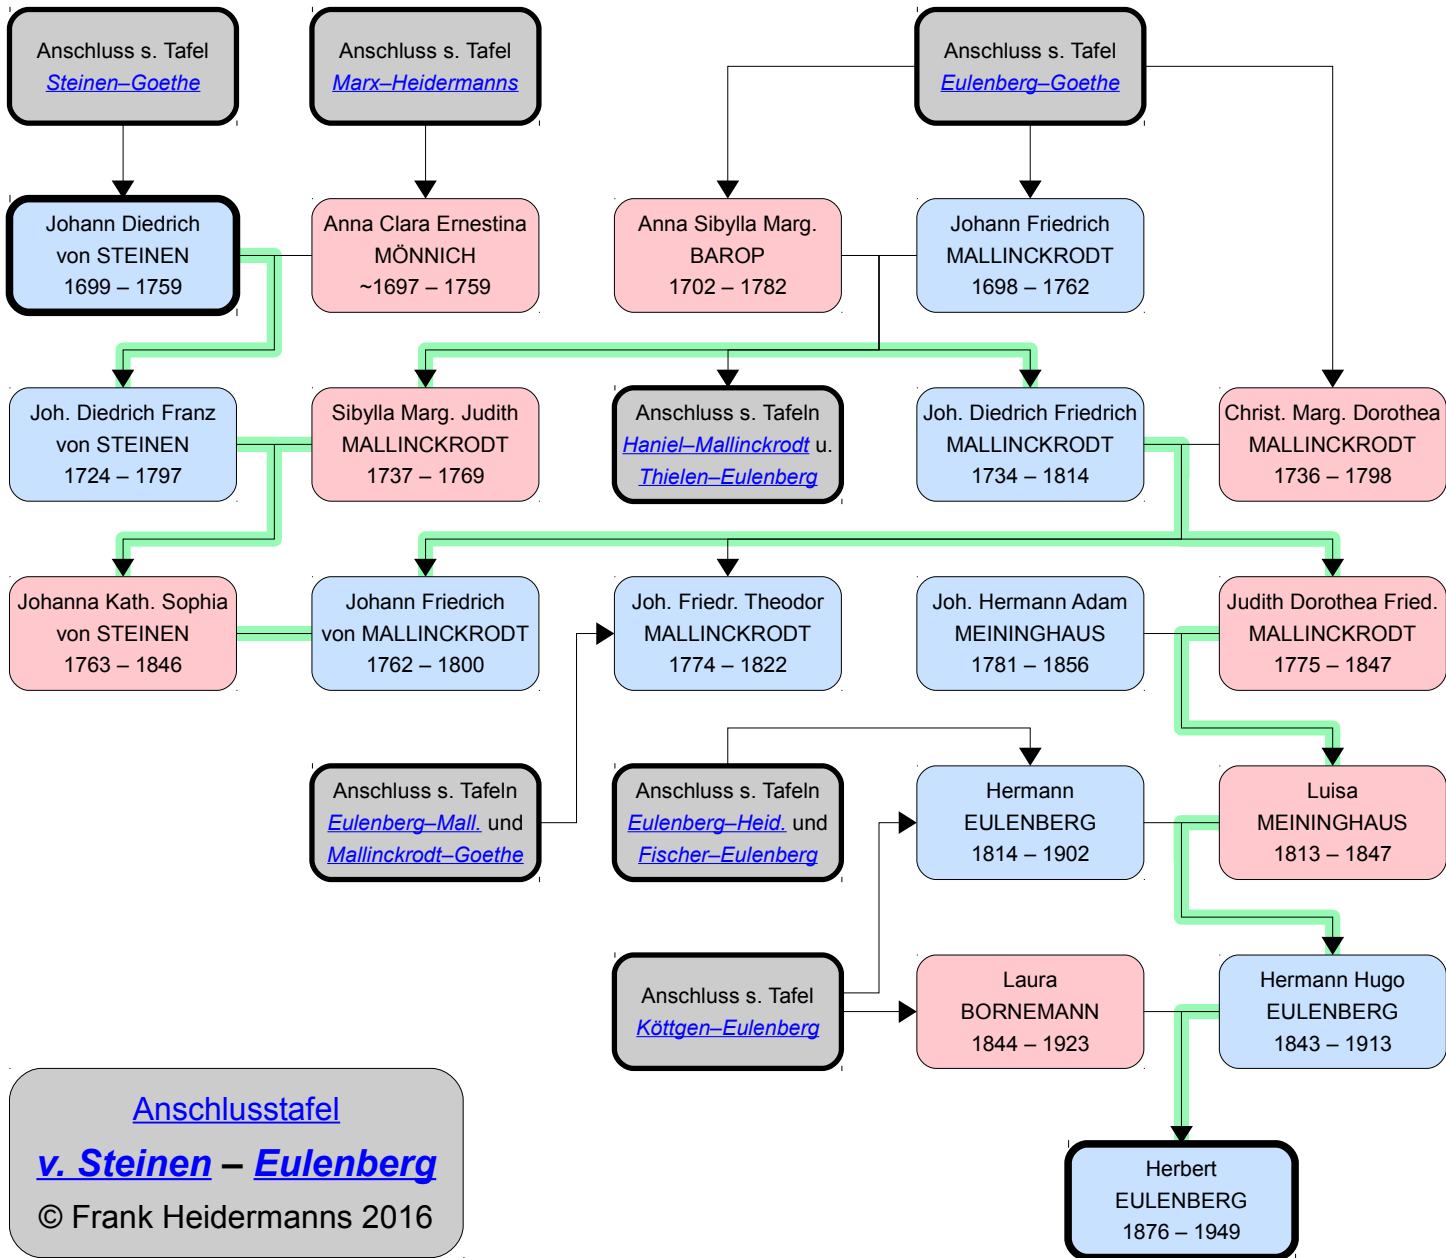 Anschluss s. Tafel
Steinen–Goethe
Anschluss s. Tafel
Marx–Heidermanns
Anschluss s. Tafel
Eulenberg–Goethe
Johann Diedrich
von STEINEN
1699 – 1759
Anna Clara Ernestina
MÖNNICH
~1697 – 1759
Anna Sibylla Marg.
BAROP
1702 – 1782
Johann Friedrich
MALLINCKRODT
1698 – 1762
Joh. Diedrich Franz
von STEINEN
1724 – 1797
Sibylla Marg. Judith
MALLINCKRODT
1737 – 1769
Anschluss s. Tafeln
Haniel–Mallinckrodt u.
Thielen–Eulenberg
Joh. Diedrich Friedrich
MALLINCKRODT
1734 – 1814
Christ. Marg. Dorothea
MALLINCKRODT
1736 – 1798
Johanna Kath. Sophia
von STEINEN
1763 – 1846
Johann Friedrich
von MALLINCKRODT
1762 – 1800
Joh. Friedr. Theodor
MALLINCKRODT
1774 – 1822
Joh. Hermann Adam
MEININGHAUS
1781 – 1856
Judith Dorothea Fried.
MALLINCKRODT
1775 – 1847
Anschluss s. Tafeln
Eulenberg–Mall. und
Mallinckrodt–Goethe
Anschluss s. Tafeln
Eulenberg–Heid. und
Fischer–Eulenberg
Hermann
EULENBERG
1814 – 1902
Luisa
MEININGHAUS
1813 – 1847
Anschluss s. Tafel
Köttgen–Eulenberg
Laura
BORNEMANN
1844 – 1923
Hermann Hugo
EULENBERG
1843 – 1913
Anschlusstafel
v. Steinen – Eulenberg
© Frank Heidermanns 2016
Herbert
EULENBERG
1876 – 1949